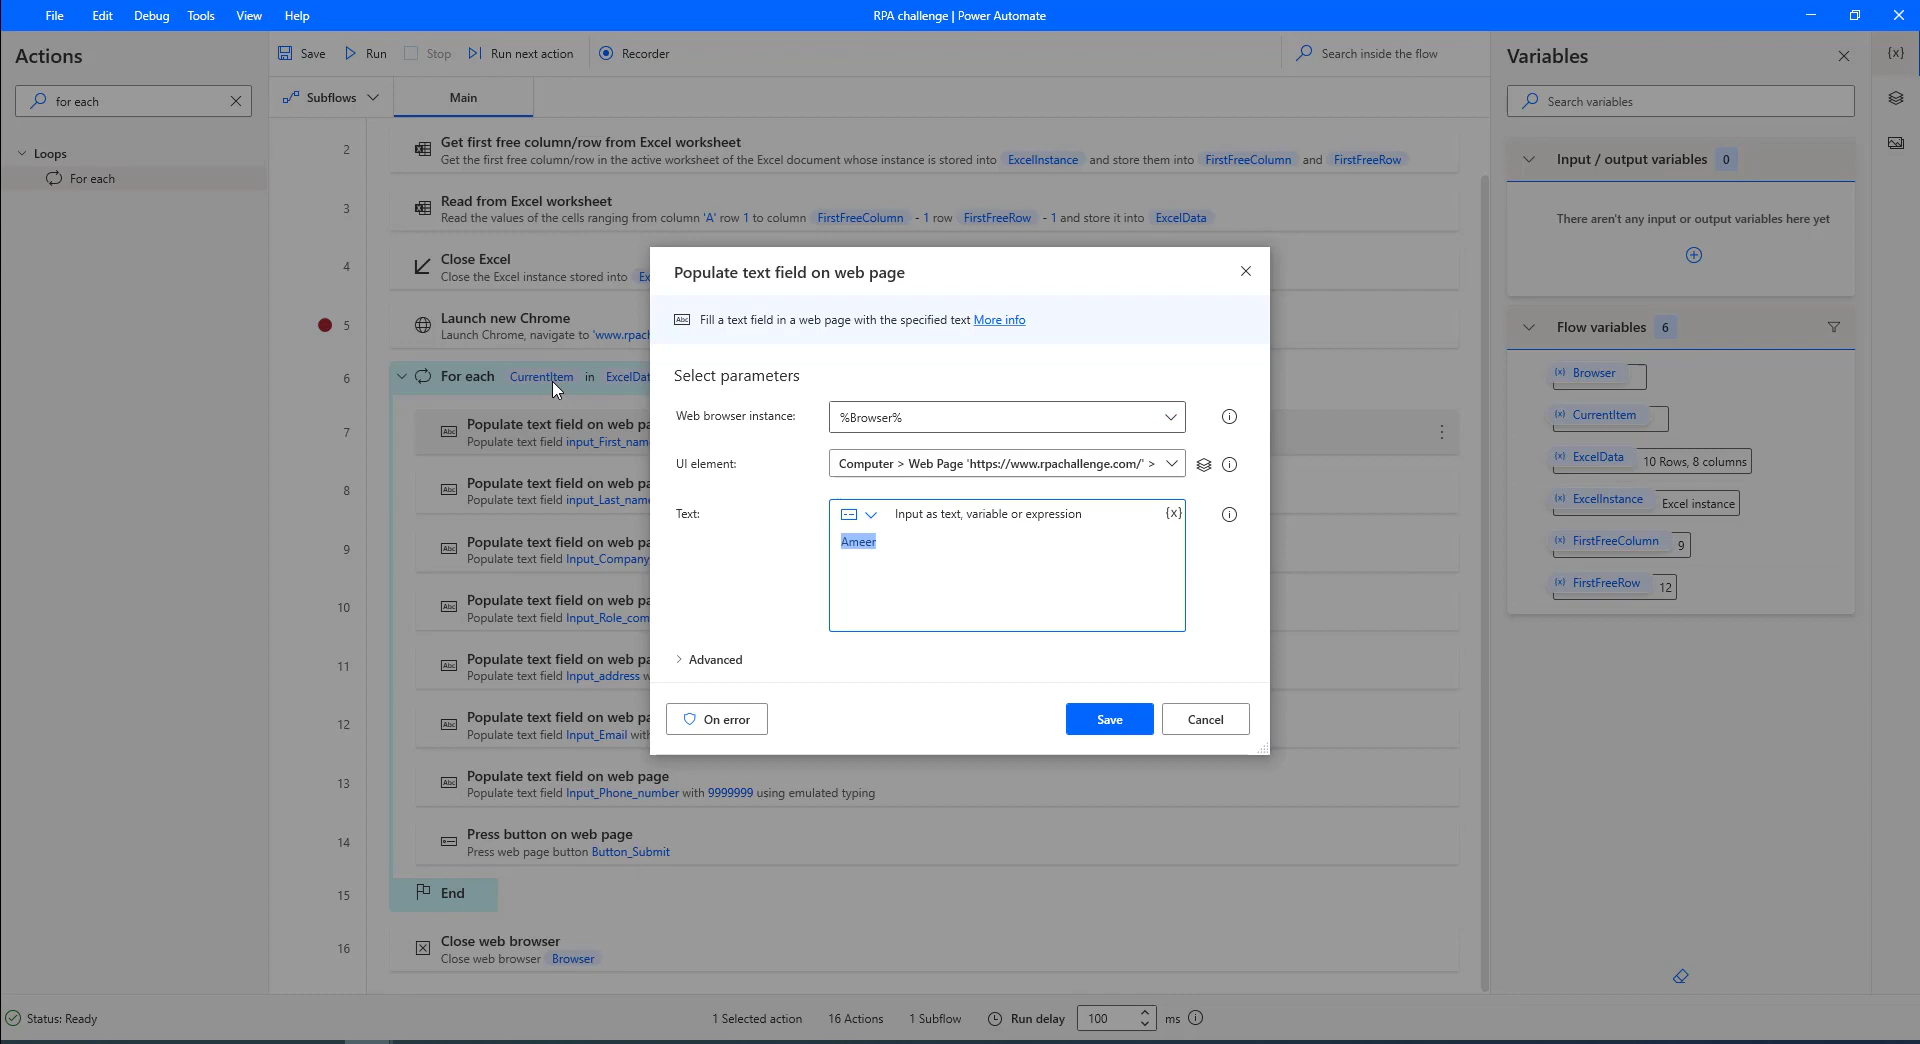 File Edit Debug Tools View Help
RPA challenge | Power Automate
Actions
for each
Loops
For each
Save Run Stop Run next action Recorder
Search inside the flow
Subflows Main
2 Get first free column/row from Excel worksheet
Get the first free column/row in the active worksheet of the Excel document whose instance is stored into ExcelInstance and store them into FirstFreeColumn and FirstFreeRow
3 Read from Excel worksheet
Read the values of the cells ranging from column 'A' row 1 to column FirstFreeColumn - 1 row FirstFreeRow - 1 and store it into ExcelData
4 Close Excel
Close the Excel instance stored into Ex
5 Launch new Chrome
Launch Chrome, navigate to 'www.rpach
6 For each CurrentItem in ExcelDat
7 Populate text field on web pa
Populate text field input_First_name
8 Populate text field on web pa
Populate text field input_Last_name
9 Populate text field on web pa
Populate text field Input_Company
10 Populate text field on web pa
Populate text field Input_Role_com
11 Populate text field on web pa
Populate text field Input_address w
12 Populate text field on web pa
Populate text field Input_Email with
13 Populate text field on web page
Populate text field Input_Phone_number with 9999999 using emulated typing
14 Press button on web page
Press web page button Button_Submit
15 End
16 Close web browser
Close web browser Browser
Populate text field on web page
Abc Fill a text field in a web page with the specified text More info
Select parameters
Web browser instance: %Browser%
UI element: Computer > Web Page 'https://www.rpachallenge.com/' >
Text: Input as text, variable or expression {x}
Ameer
Advanced
On error Save Cancel
Variables
{x}
Search variables
Input / output variables 0
There aren't any input or output variables here yet
Flow variables 6
(x) Browser
(x) CurrentItem
(x) ExcelData 10 Rows, 8 columns
(x) ExcelInstance Excel instance
(x) FirstFreeColumn 9
(x) FirstFreeRow 12
Status: Ready
1 Selected action 16 Actions 1 Subflow Run delay 100 ms